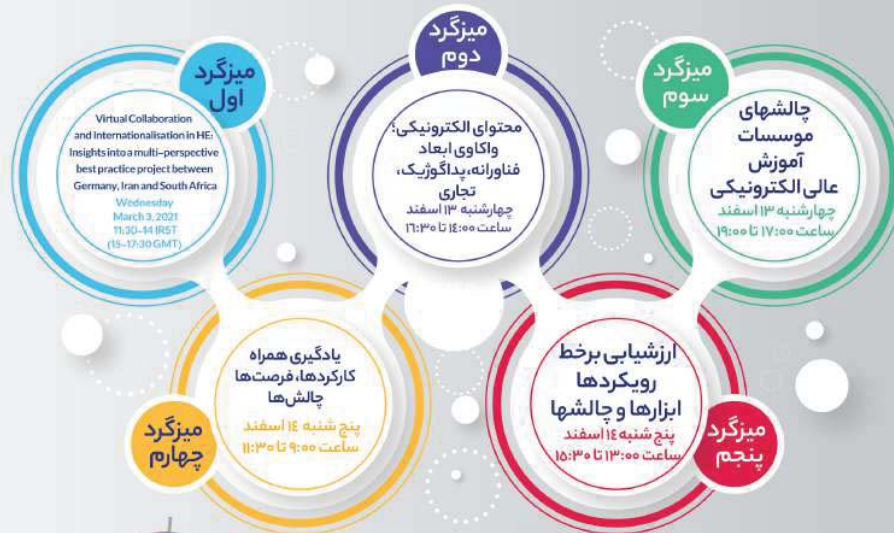 میزگرد
اول
Virtual Collaboration
and Internationalisation in HE:
Insights into a multi-perspective
best practice project between
Germany, Iran and South Africa
Wednesday
March 3, 2021
11:30-14 IRST
(15-17:30 GMT)
میزگرد
دوم
محتوای الکترونیکی؛
واکاوی ابعاد
فناورانه، پداگوژیک،
تجاری
چهارشنبه ۱۳ اسفند
ساعت ۱٤:۰۰ تا ۱٦:۳۰
میزگرد
سوم
چالشهای
موسسات
آموزش
عالی الکترونیکی
چهارشنبه ۱۳ اسفند
ساعت ۱۷:۰۰ تا ۱۹:۰۰
میزگرد
چهارم
یادگیری همراه
کارکردها، فرصت‌ها
چالش‌ها
پنج شنبه ۱٤ اسفند
ساعت ۹:۰۰ تا ۱۱:۳۰
میزگرد
پنجم
ارزشیابی برخط
رویکردها
ابزارها و چالشها
پنج شنبه ۱٤ اسفند
ساعت ۱۳:۰۰ تا ۱۵:۳۰